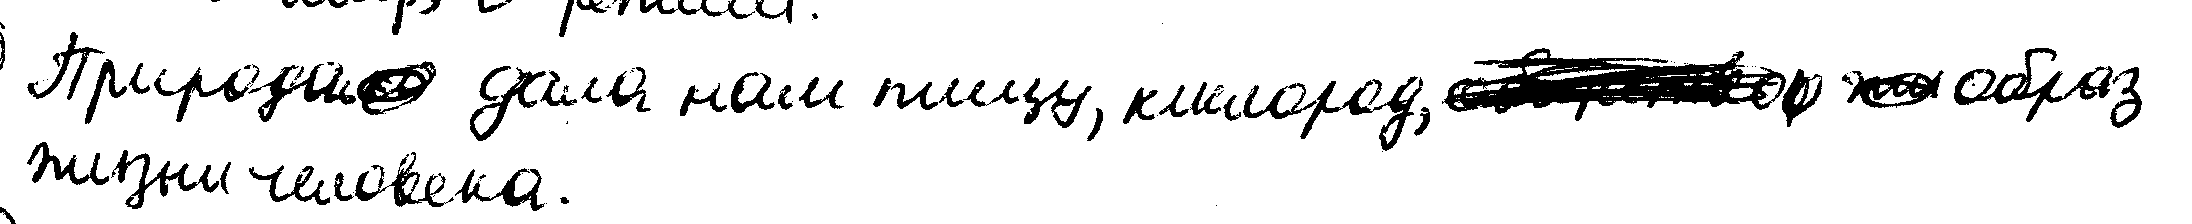 Природа дала нам пищу, кислород, образ
жизни человека.